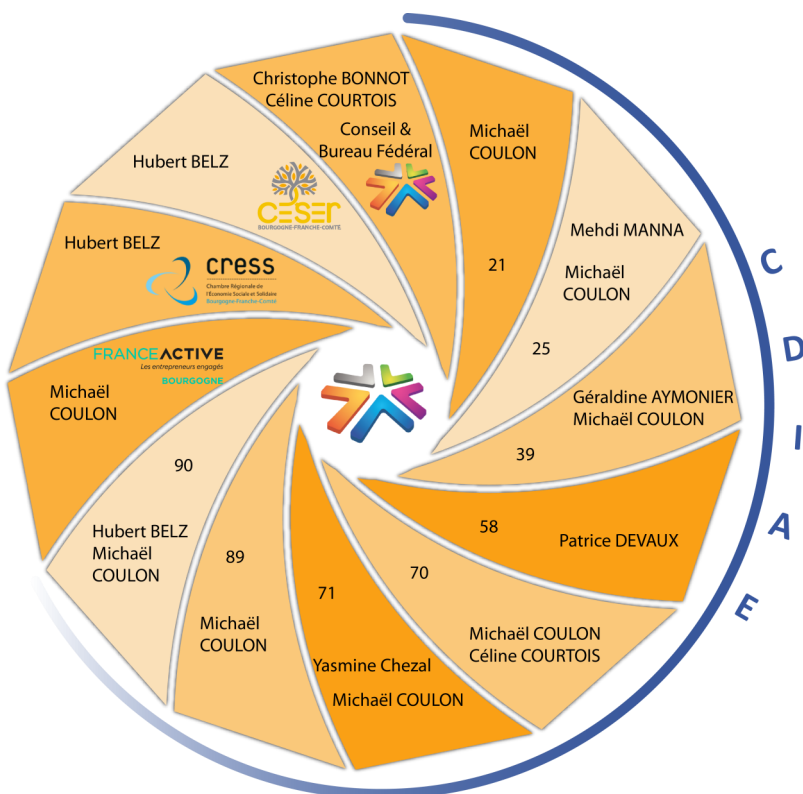 Christophe BONNOT
Céline COURTOIS
Conseil &
Bureau Fédéral
Michaël
COULON
21
Mehdi MANNA
Michaël
COULON
25
Géraldine AYMONIER
Michaël COULON
39
Patrice DEVAUX
58
Michaël COULON
Céline COURTOIS
70
Yasmine Chezal
Michaël COULON
71
Michaël
COULON
89
Hubert BELZ
Michaël
COULON
90
FRANCEACTIVE
Les entrepreneurs engagés
BOURGOGNE
Michaël
COULON
Hubert BELZ
cress
Chambre Régionale de
l'Économie Sociale et Solidaire
Bourgogne-Franche-Comté
Hubert BELZ
CESER
BOURGOGNE-FRANCHE-COMTÉ
C
D
I
A
E